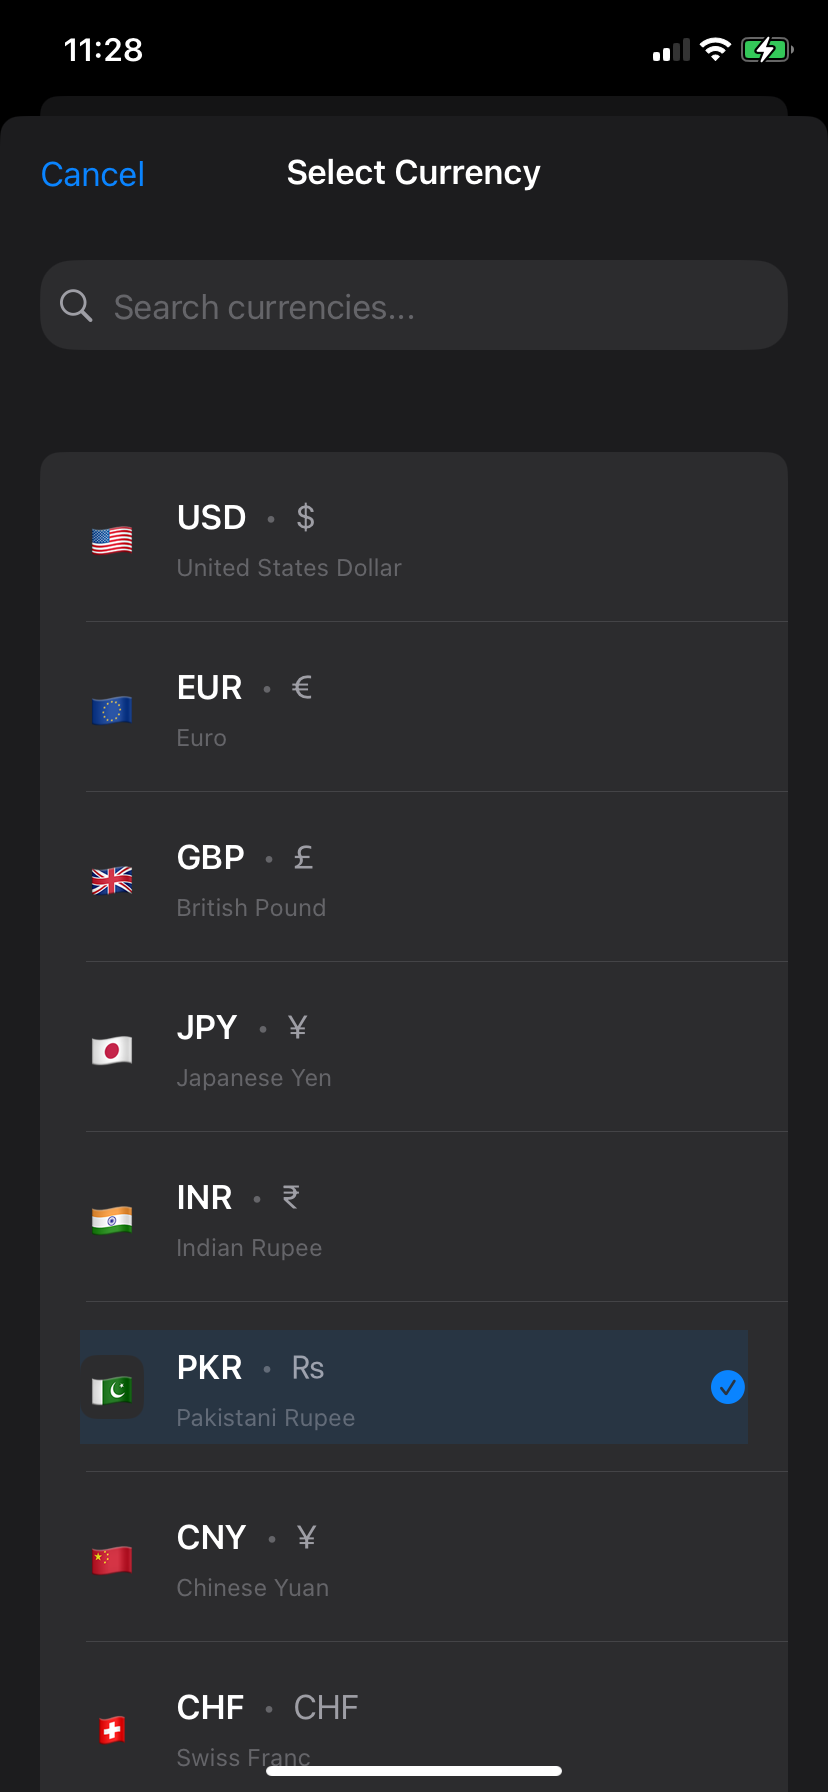 11:28
Cancel
Select Currency
Search currencies...
USD • $
United States Dollar
EUR • €
Euro
GBP • £
British Pound
JPY • ¥
Japanese Yen
INR • ₹
Indian Rupee
PKR • Rs
Pakistani Rupee
CNY • ¥
Chinese Yuan
CHF • CHF
Swiss Franc